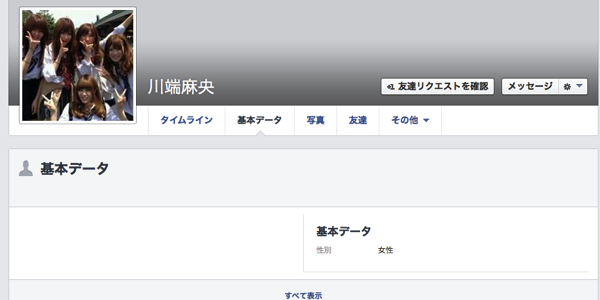 川端麻央
友達リクエストを確認
メッセージ
タイムライン
基本データ
写真
友達
その他
基本データ
基本データ
性別 女性
すべて表示